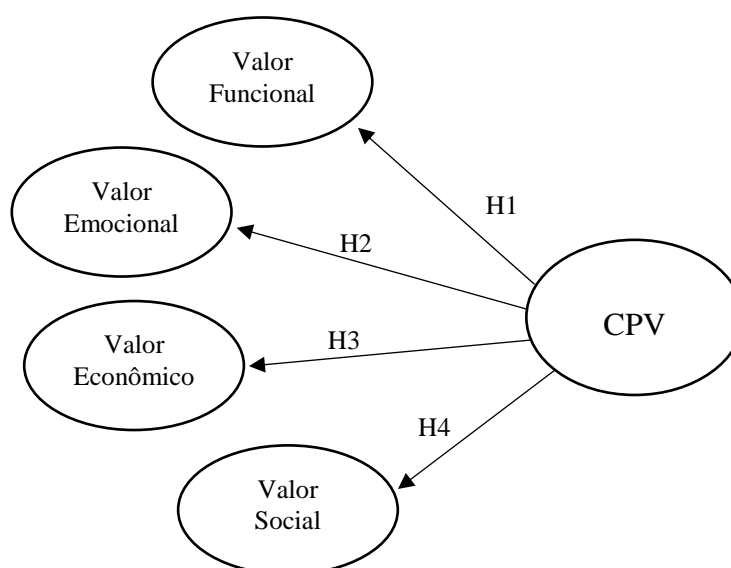 Valor
Funcional
H1
Valor
Emocional
H2
CPV
H3
Valor
Econômico
H4
Valor
Social